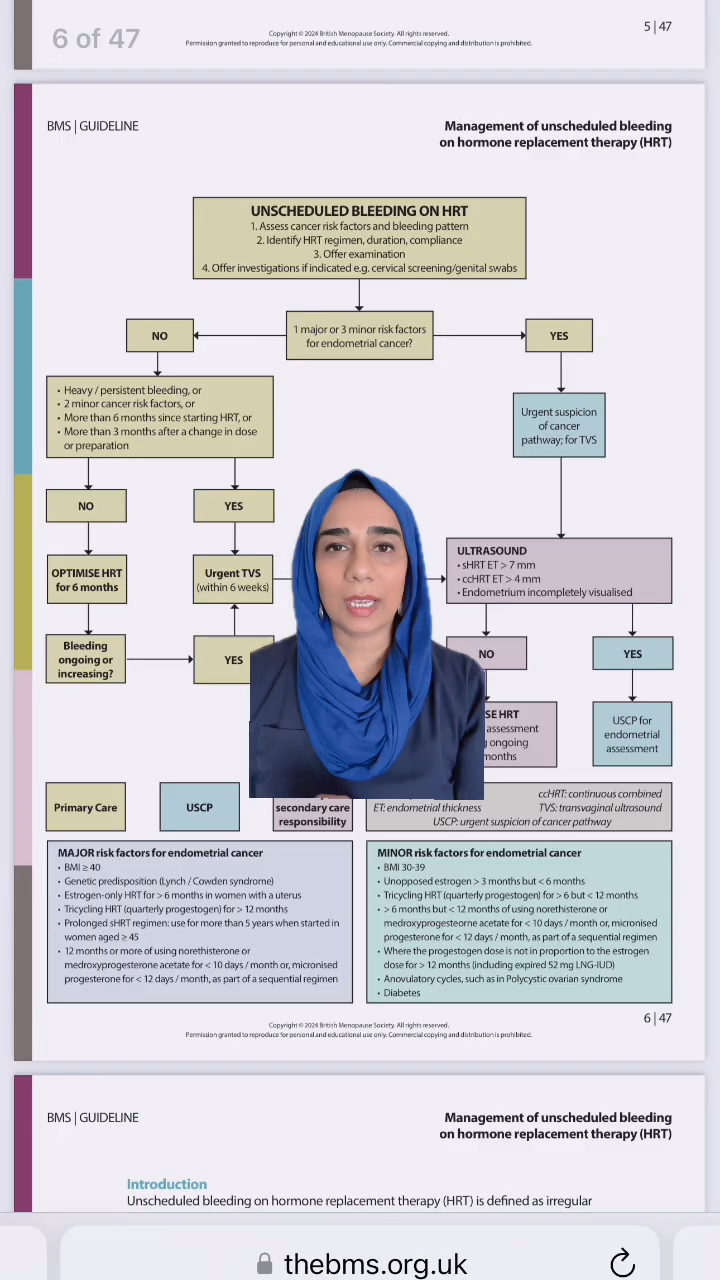 6 of 47
Copyright © 2024 British Menopause Society. All rights reserved.
Permission granted to reproduce for personal and educational use only. Commercial copying and distribution is prohibited.
5 | 47
BMS | GUIDELINE
Management of unscheduled bleeding
on hormone replacement therapy (HRT)
UNSCHEDULED BLEEDING ON HRT
1. Assess cancer risk factors and bleeding pattern
2. Identify HRT regimen, duration, compliance
3. Offer examination
4. Offer investigations if indicated e.g. cervical screening/genital swabs
NO
1 major or 3 minor risk factors
for endometrial cancer?
YES
• Heavy / persistent bleeding, or
• 2 minor cancer risk factors, or
• More than 6 months since starting HRT, or
• More than 3 months after a change in dose
or preparation
Urgent suspicion
of cancer
pathway; for TVS
NO
YES
OPTIMISE HRT
for 6 months
Urgent TVS
(within 6 weeks)
ULTRASOUND
• sHRT ET > 7 mm
• ccHRT ET > 4 mm
• Endometrium incompletely visualised
Bleeding
ongoing or
increasing?
YES
NO
YES
SE HRT
assessment
ongoing
months
USCP for
endometrial
assessment
Primary Care
USCP
secondary care
responsibility
ccHRT: continuous combined
ET: endometrial thickness TVS: transvaginal ultrasound
USCP: urgent suspicion of cancer pathway
MAJOR risk factors for endometrial cancer
• BMI ≥ 40
• Genetic predisposition (Lynch / Cowden syndrome)
• Estrogen-only HRT for > 6 months in women with a uterus
• Tricycling HRT (quarterly progestogen) for > 12 months
• Prolonged sHRT regimen: use for more than 5 years when started in
women aged ≥ 45
• 12 months or more of using norethisterone or
medroxyprogesterone acetate for < 10 days / month or, micronised
progesterone for < 12 days / month, as part of a sequential regimen
MINOR risk factors for endometrial cancer
• BMI 30-39
• Unopposed estrogen > 3 months but < 6 months
• Tricycling HRT (quarterly progestogen) for > 6 but < 12 months
• > 6 months but < 12 months of using norethisterone or
medroxyprogesteorne acetate for < 10 days / month or, micronised
progesterone for < 12 days / month, as part of a sequential regimen
• Where the progestogen dose is not in proportion to the estrogen
dose for > 12 months (including expired 52 mg LNG-IUD)
• Anovulatory cycles, such as in Polycystic ovarian syndrome
• Diabetes
Copyright © 2024 British Menopause Society. All rights reserved.
Permission granted to reproduce for personal and educational use only. Commercial copying and distribution is prohibited.
6 | 47
BMS | GUIDELINE
Management of unscheduled bleeding
on hormone replacement therapy (HRT)
Introduction
Unscheduled bleeding on hormone replacement therapy (HRT) is defined as irregular
thebms.org.uk